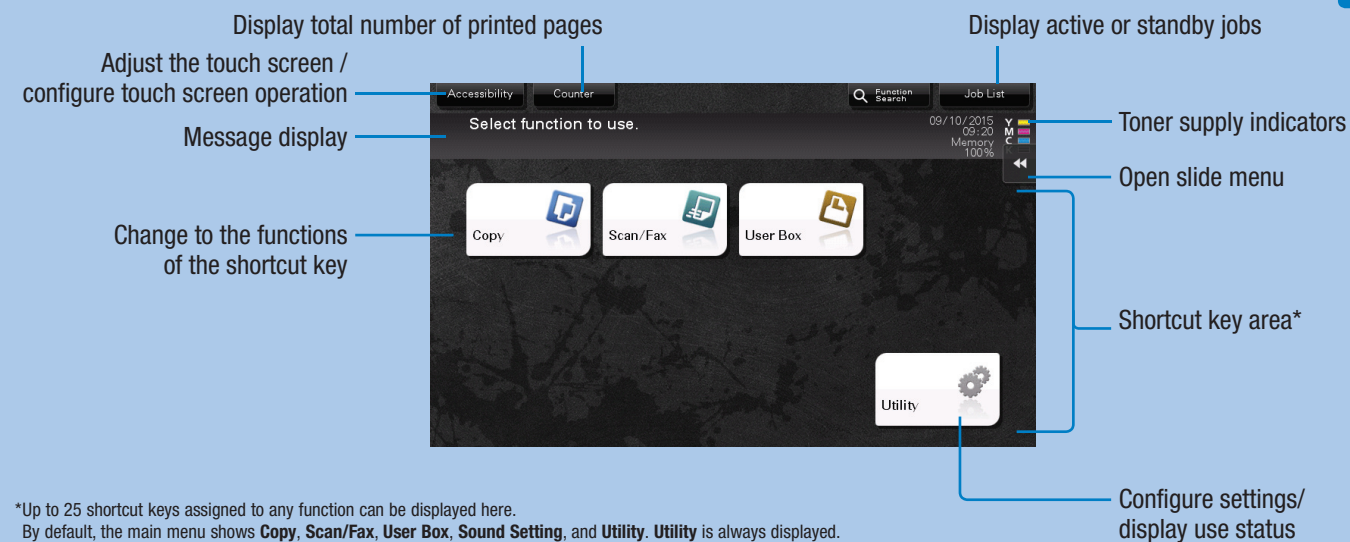 Display total number of printed pages
Display active or standby jobs
Adjust the touch screen /
configure touch screen operation
Message display
Change to the functions
of the shortcut key
Accessibility
Counter
Function
Search
Job List
Select function to use.
09/10/2015
09:20
Memory
100%
Y
M
C
K
Copy
Scan/Fax
User Box
Utility
Toner supply indicators
Open slide menu
Shortcut key area*
Configure settings/
display use status
*Up to 25 shortcut keys assigned to any function can be displayed here.
By default, the main menu shows Copy, Scan/Fax, User Box, Sound Setting, and Utility. Utility is always displayed.